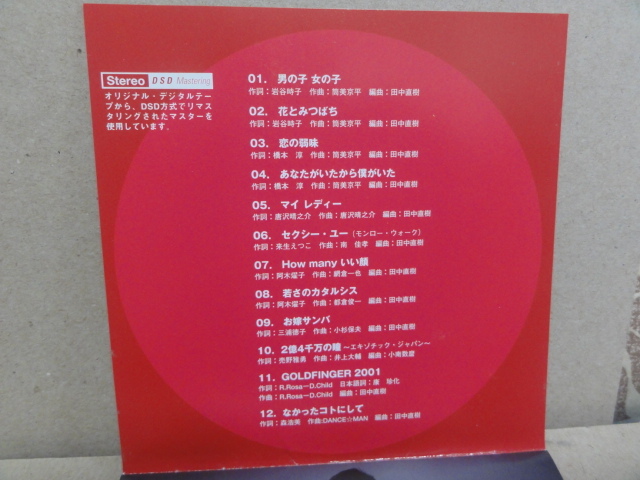 Stereo DSD Mastering
オリジナル・デジタルテー
プから、DSD方式でリマス
タリングされたマスターを
使用しています。
01. 男の子 女の子
作詞：岩谷時子 作曲：筒美京平 編曲：田中直樹
02. 花とみつばち
作詞：岩谷時子 作曲：筒美京平 編曲：田中直樹
03. 恋の弱味
作詞：橋本 淳 作曲：筒美京平 編曲：田中直樹
04. あなたがいたから僕がいた
作詞：橋本 淳 作曲：筒美京平 編曲：田中直樹
05. マイ レディー
作詞：唐沢晴之介 作曲：唐沢晴之介 編曲：田中直樹
06. セクシー・ユー（モンロー・ウォーク）
作詞：来生えつこ 作曲：南 佳孝 編曲：田中直樹
07. How many いい顔
作詞：阿木燿子 作曲：網倉一也 編曲：田中直樹
08. 若さのカタルシス
作詞：阿木燿子 作曲：都倉俊一 編曲：田中直樹
09. お嫁サンバ
作詞：三浦徳子 作曲：小杉保夫 編曲：田中直樹
10. 2億4千万の瞳 〜エキゾチック・ジャパン〜
作詞：売野雅勇 作曲：井上大輔 編曲：小南数麿
11. GOLDFINGER 2001
作詞：R.Rosa－D.Child 日本語詞：康 珍化
作曲：R.Rosa－D.Child 編曲：田中直樹
12. なかったコトにして
作詞：森浩美 作曲:DANCE☆MAN 編曲：田中直樹